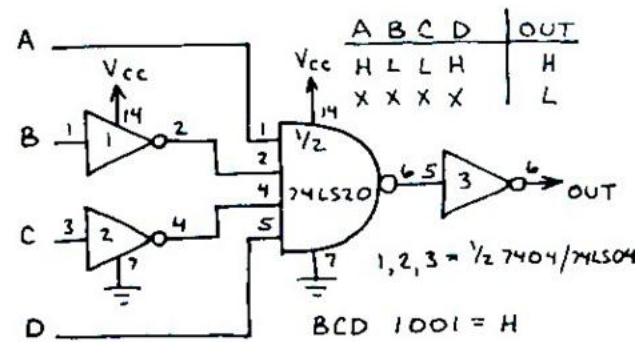 A B C D OUT
H L L H H
X X X X L
A
Vcc
14
B 1 1 2
Vcc
14
1 1/2
2
4 74LS20 6 5 3 6 OUT
5
C 3 2 4
7
7
1,2,3 = 1/2 7404/74LS04
D
BCD 1001 = H